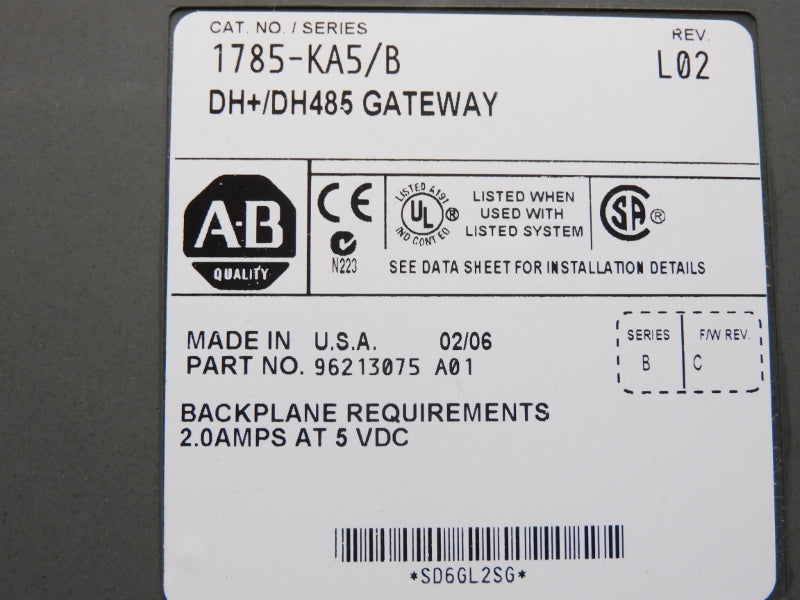 CAT. NO. / SERIES
REV.
1785-KA5/B
L02
DH+/DH485 GATEWAY
A-B
QUALITY
CE
N223
LISTED A191
UL ®
IND CONT EQ
LISTED WHEN
USED WITH
LISTED SYSTEM
SA ®
SEE DATA SHEET FOR INSTALLATION DETAILS
MADE IN U.S.A. 02/06
PART NO. 96213075 A01
SERIES
B
F/W REV.
C
BACKPLANE REQUIREMENTS
2.0AMPS AT 5 VDC
*SD6GL2SG*